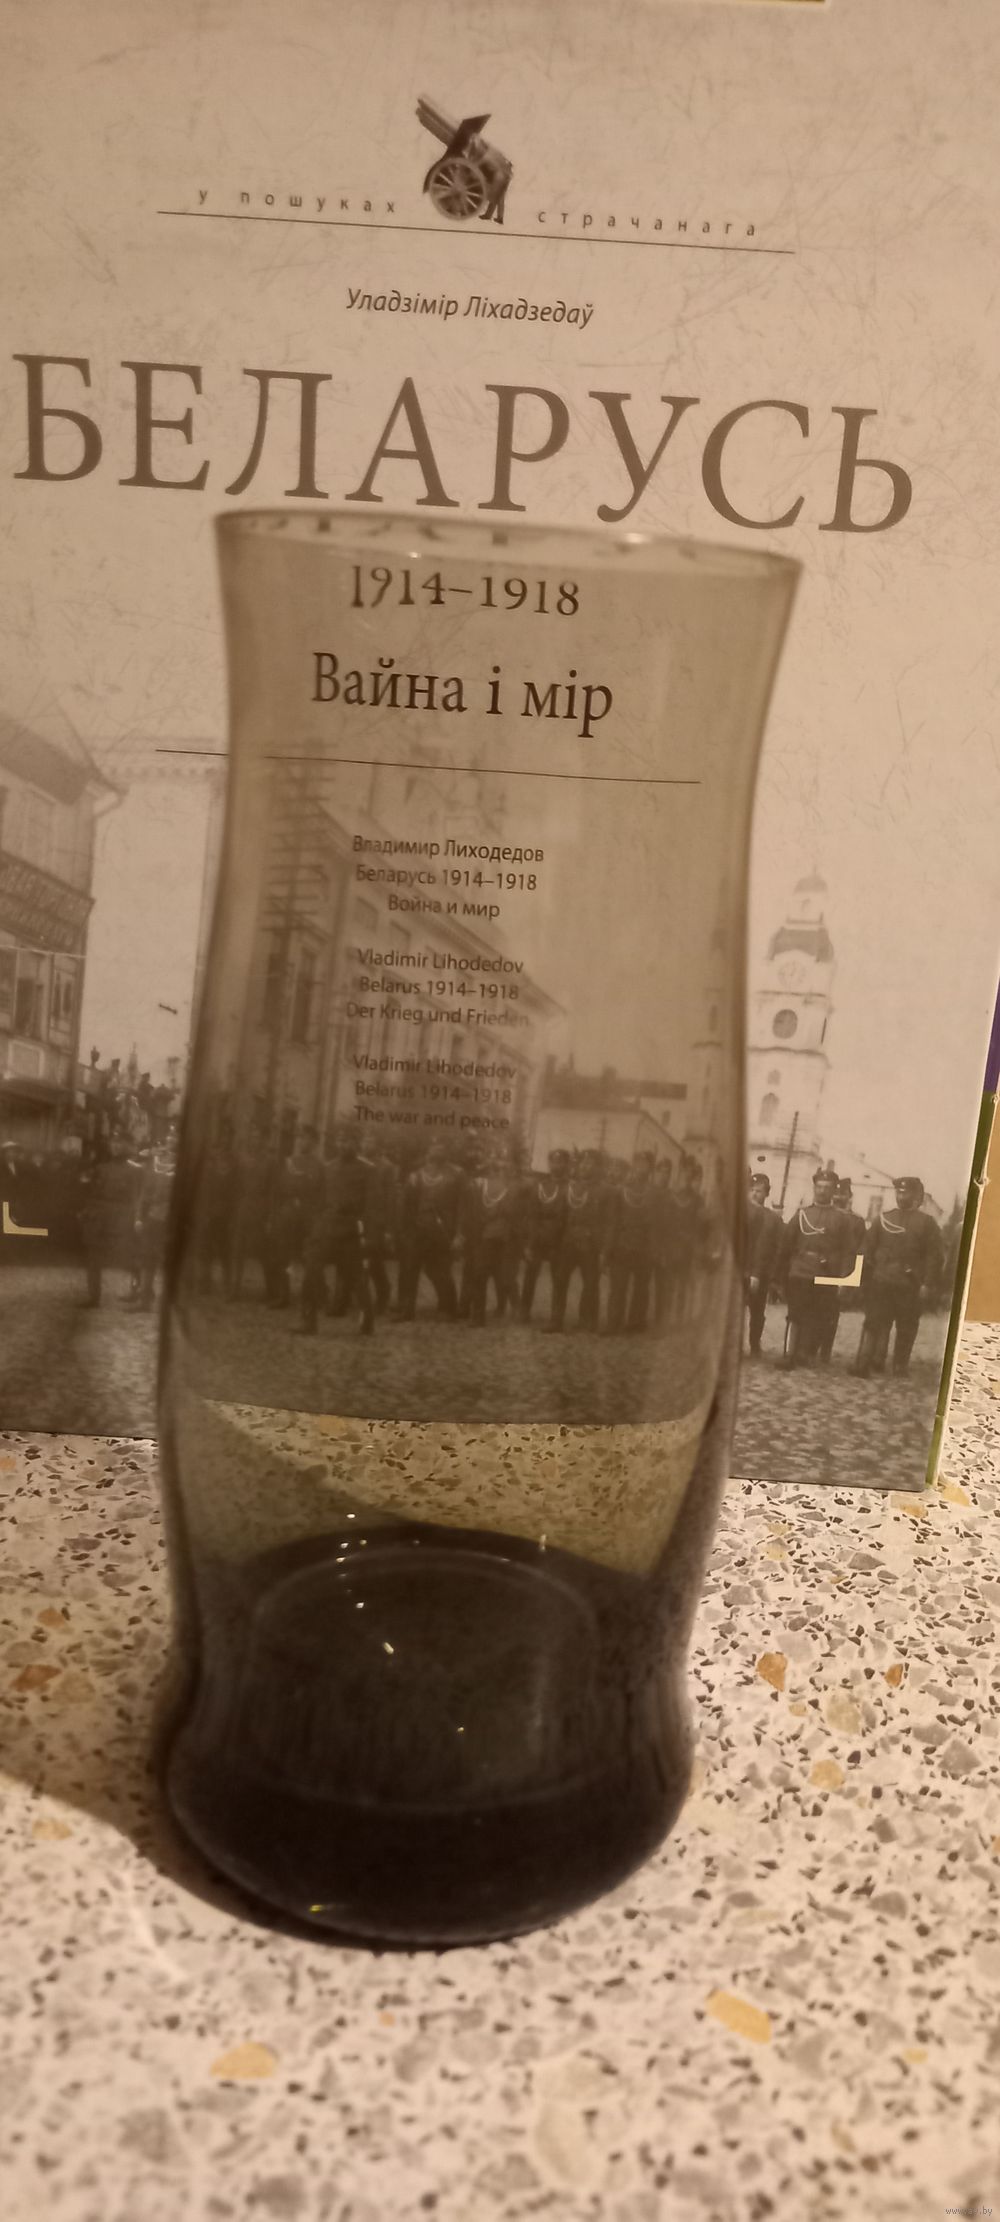 у пошуках страчанага
Уладзімір Ліхадзедаў
БЕЛАРУСЬ
1914–1918
Вайна і мір
Владимир Лиходедов
Беларусь 1914–1918
Война и мир
Vladimir Lihodedov
Belarus 1914–1918
Der Krieg und Frieden
Vladimir Lihodedov
Belarus 1914–1918
The war and peace